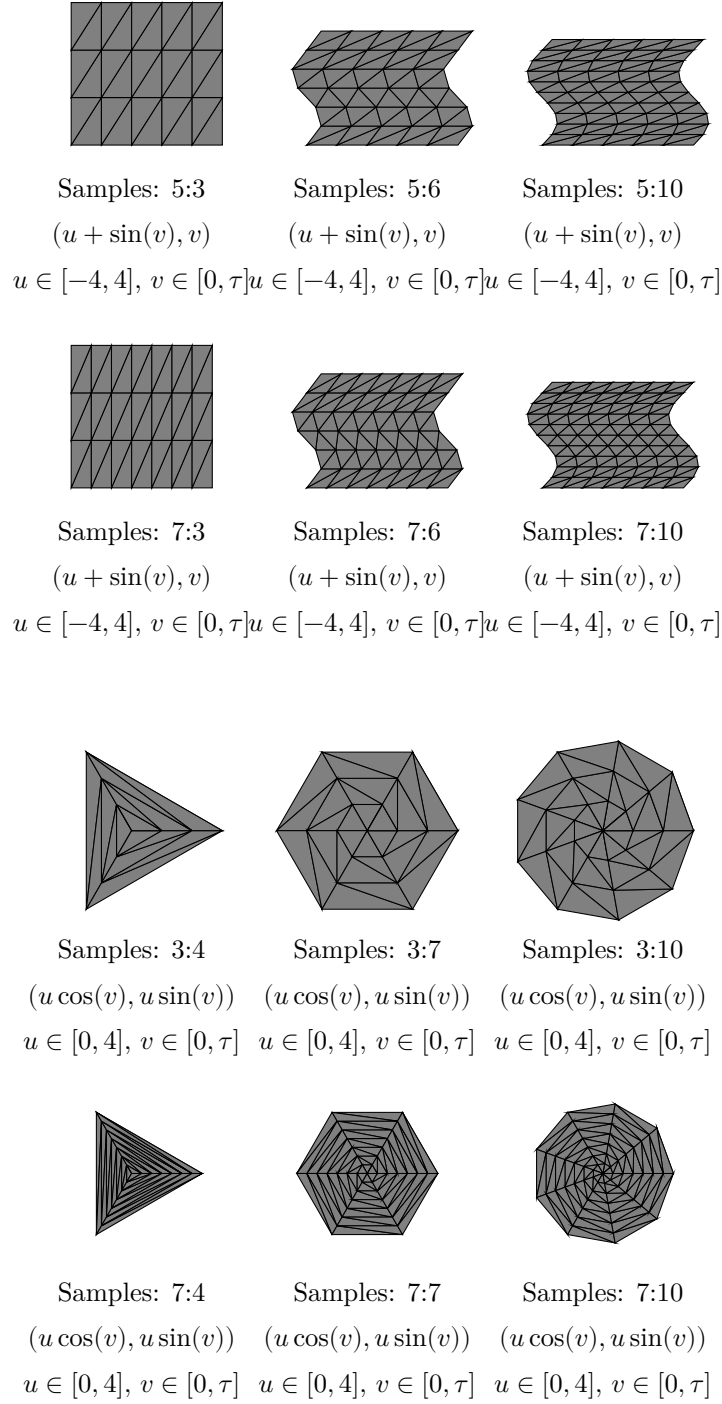 Samples: 5:3 Samples: 5:6 Samples: 5:10
(u + sin(v), v) (u + sin(v), v) (u + sin(v), v)
u ∈ [−4, 4], v ∈ [0, τ] u ∈ [−4, 4], v ∈ [0, τ] u ∈ [−4, 4], v ∈ [0, τ]
Samples: 7:3 Samples: 7:6 Samples: 7:10
(u + sin(v), v) (u + sin(v), v) (u + sin(v), v)
u ∈ [−4, 4], v ∈ [0, τ] u ∈ [−4, 4], v ∈ [0, τ] u ∈ [−4, 4], v ∈ [0, τ]
Samples: 3:4 Samples: 3:7 Samples: 3:10
(u cos(v), u sin(v)) (u cos(v), u sin(v)) (u cos(v), u sin(v))
u ∈ [0, 4], v ∈ [0, τ] u ∈ [0, 4], v ∈ [0, τ] u ∈ [0, 4], v ∈ [0, τ]
Samples: 7:4 Samples: 7:7 Samples: 7:10
(u cos(v), u sin(v)) (u cos(v), u sin(v)) (u cos(v), u sin(v))
u ∈ [0, 4], v ∈ [0, τ] u ∈ [0, 4], v ∈ [0, τ] u ∈ [0, 4], v ∈ [0, τ]